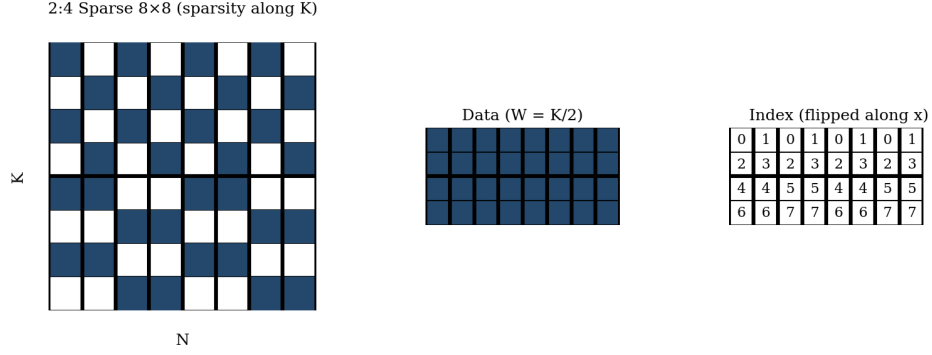 2:4 Sparse 8×8 (sparsity along K)
K
N
Data (W = K/2)
Index (flipped along x)
0 1 0 1 0 1 0 1
2 3 2 3 2 3 2 3
4 4 5 5 4 4 5 5
6 6 7 7 6 6 7 7